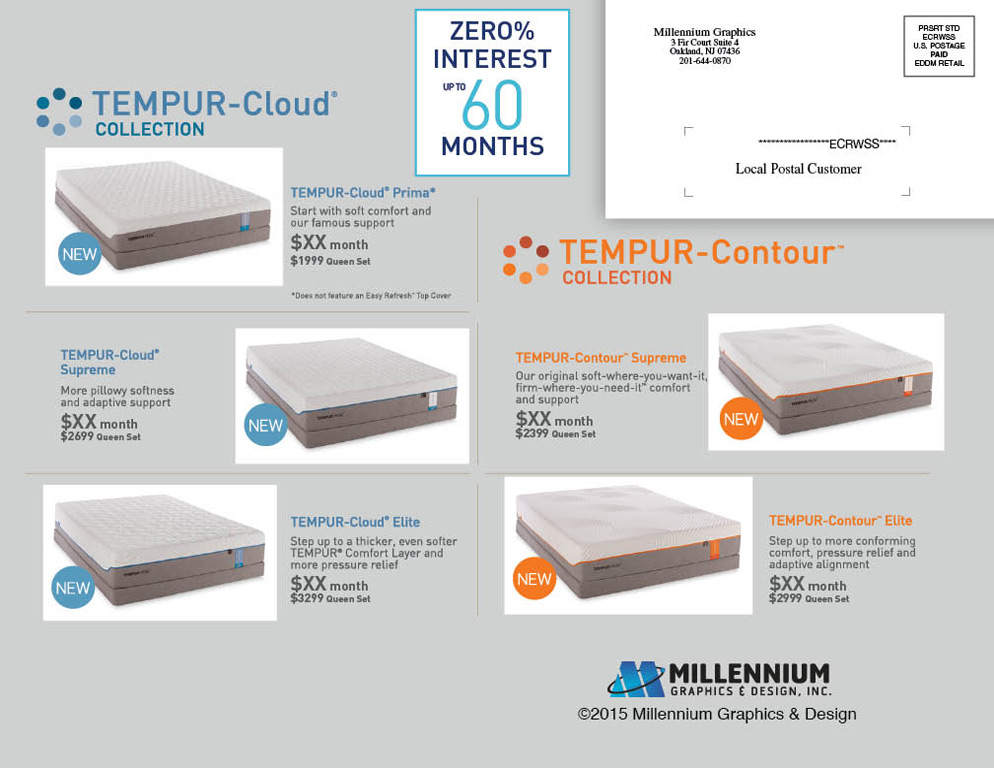 ZERO%
INTEREST
UP TO
60
MONTHS
Millennium Graphics
3 Fir Court Suite 4
Oakland, NJ 07436
201-644-0870
PRSRT STD
ECRWSS
U.S. POSTAGE
PAID
EDDM RETAIL
*****************ECRWSS****
Local Postal Customer
TEMPUR-Cloud®
COLLECTION
TEMPUR-Cloud® Prima*
Start with soft comfort and
our famous support
$XX month
$1999 Queen Set
*Does not feature an Easy Refresh™ Top Cover
NEW
TEMPUR-Cloud®
Supreme
More pillowy softness
and adaptive support
$XX month
$2699 Queen Set
NEW
TEMPUR-Cloud® Elite
Step up to a thicker, even softer
TEMPUR® Comfort Layer and
more pressure relief
$XX month
$3299 Queen Set
NEW
TEMPUR-Contour™
COLLECTION
TEMPUR-Contour™ Supreme
Our original soft-where-you-want-it,
firm-where-you-need-it™ comfort
and support
$XX month
$2399 Queen Set
NEW
TEMPUR-Contour™ Elite
Step up to more conforming
comfort, pressure relief and
adaptive alignment
$XX month
$2999 Queen Set
NEW
MILLENNIUM
GRAPHICS & DESIGN, INC.
©2015 Millennium Graphics & Design